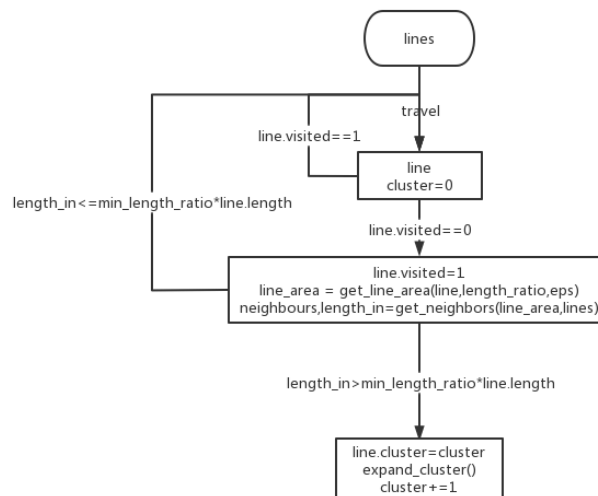 lines
travel
line.visited==1
line
cluster=0
length_in<=min_length_ratio*line.length
line.visited==0
line.visited=1
line_area = get_line_area(line,length_ratio,eps)
neighbours,length_in=get_neighbors(line_area,lines)
length_in>min_length_ratio*line.length
line.cluster=cluster
expand_cluster()
cluster+=1